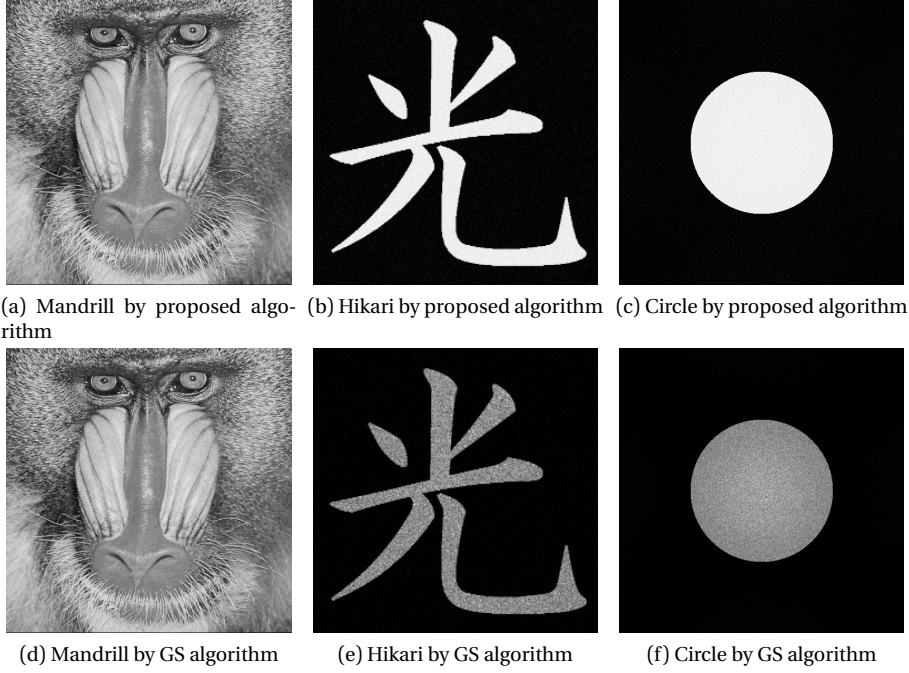 光
(a) Mandrill by proposed algo-
rithm
(b) Hikari by proposed algorithm
(c) Circle by proposed algorithm
光
(d) Mandrill by GS algorithm
(e) Hikari by GS algorithm
(f) Circle by GS algorithm